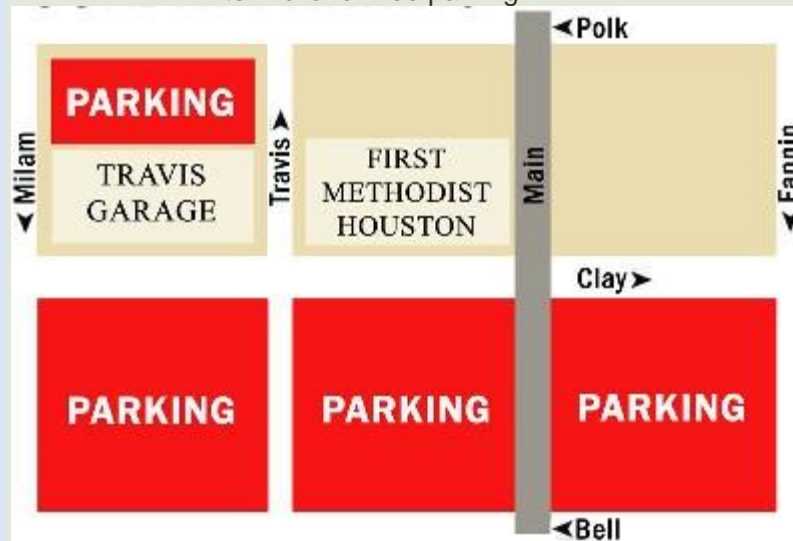 ◄Polk
PARKING
TRAVIS
GARAGE
◄ Milam
Travis ►
FIRST
METHODIST
HOUSTON
Main
◄ Fannin
Clay►
PARKING
PARKING
PARKING
◄Bell